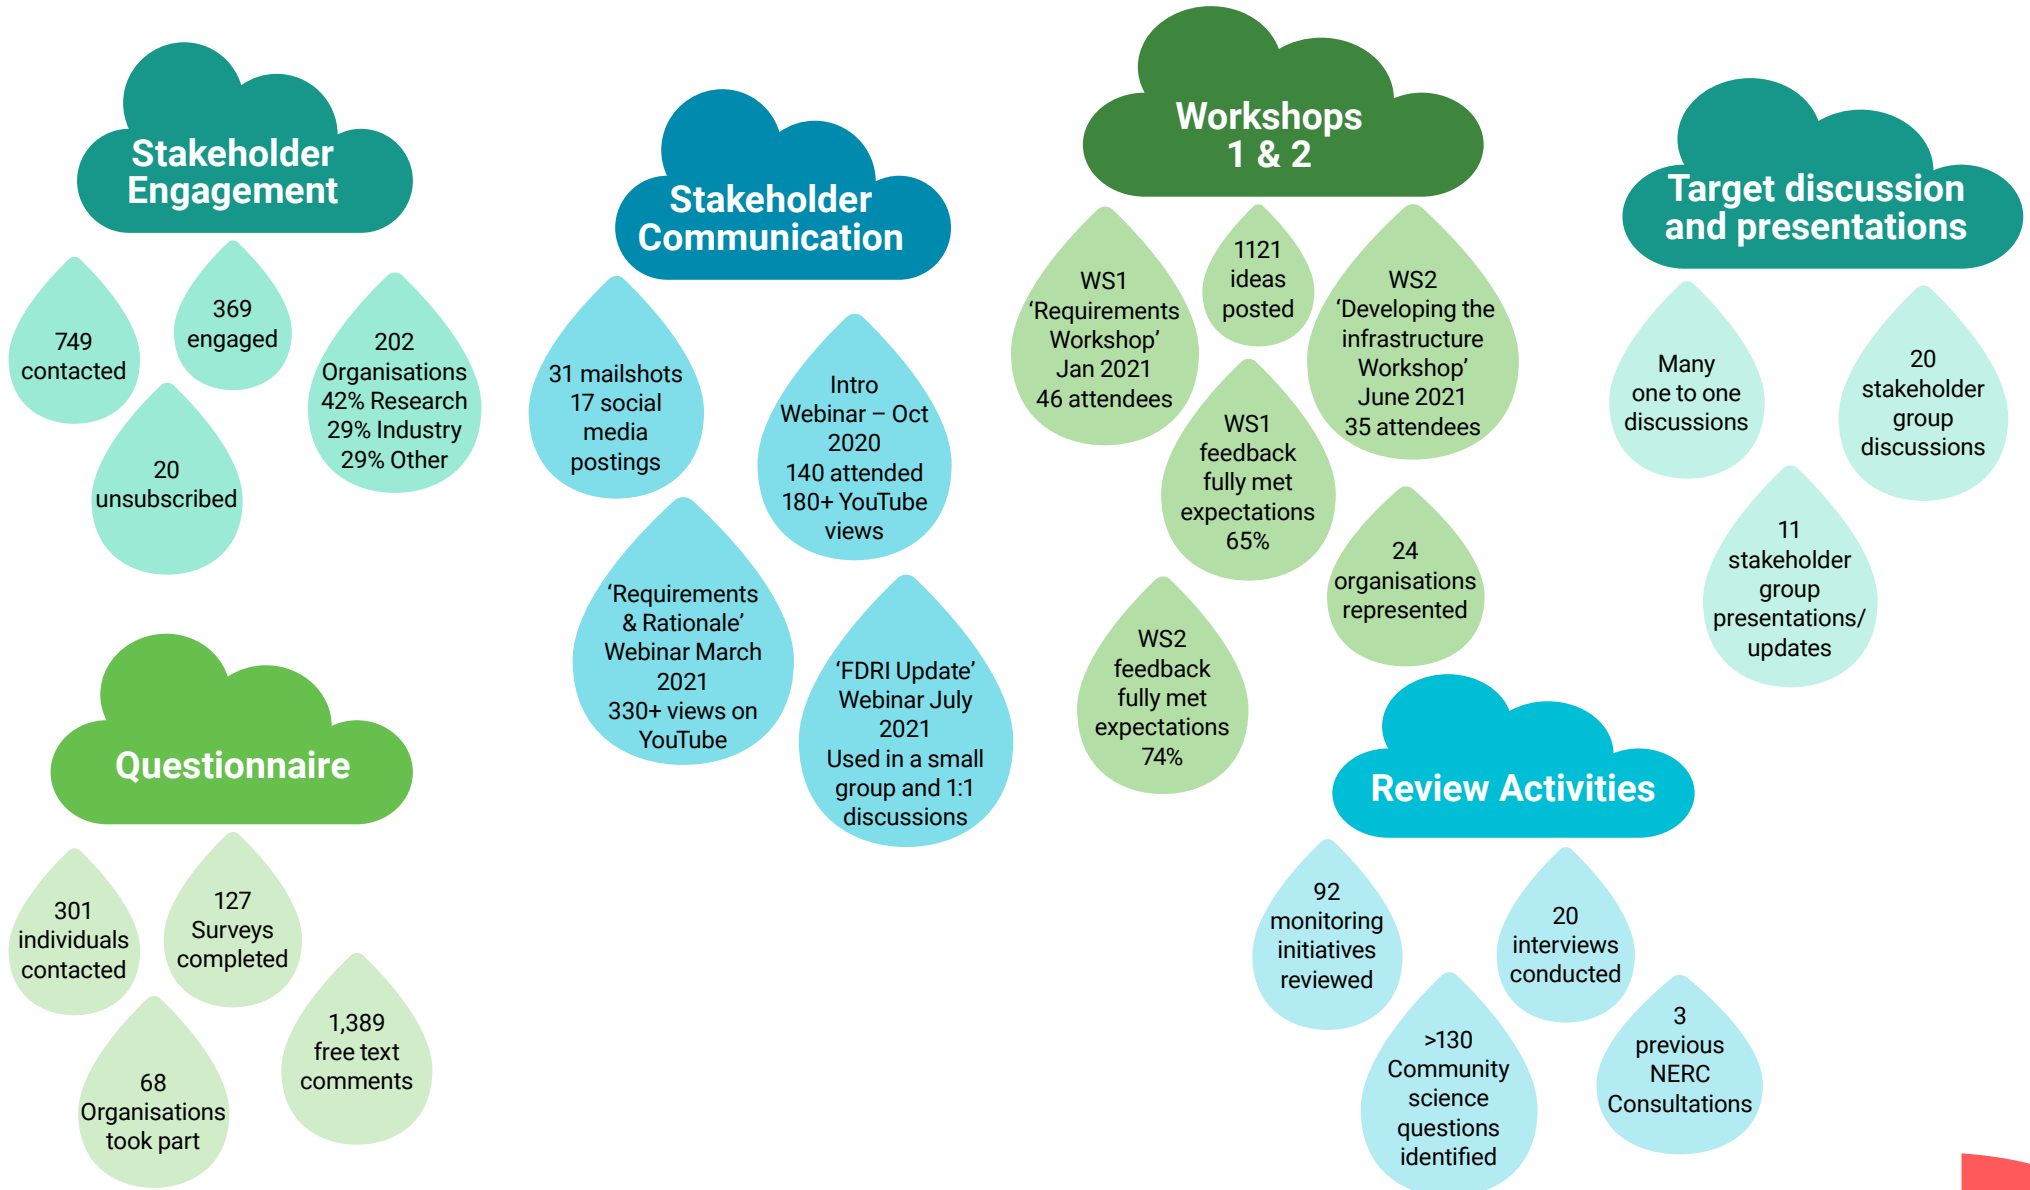 Stakeholder
Engagement
749
contacted
369
engaged
202
Organisations
42% Research
29% Industry
29% Other
20
unsubscribed
Stakeholder
Communication
31 mailshots
17 social
media
postings
Intro
Webinar – Oct
2020
140 attended
180+ YouTube
views
‘Requirements
& Rationale’
Webinar March
2021
330+ views on
YouTube
‘FDRI Update’
Webinar July
2021
Used in a small
group and 1:1
discussions
Workshops
1 & 2
WS1
‘Requirements
Workshop’
Jan 2021
46 attendees
1121
ideas
posted
WS2
‘Developing the
infrastructure
Workshop’
June 2021
35 attendees
WS1
feedback
fully met
expectations
65%
24
organisations
represented
WS2
feedback
fully met
expectations
74%
Target discussion
and presentations
Many
one to one
discussions
20
stakeholder
group
discussions
11
stakeholder
group
presentations/
updates
Questionnaire
301
individuals
contacted
127
Surveys
completed
1,389
free text
comments
68
Organisations
took part
Review Activities
92
monitoring
initiatives
reviewed
20
interviews
conducted
>130
Community
science
questions
identified
3
previous
NERC
Consultations